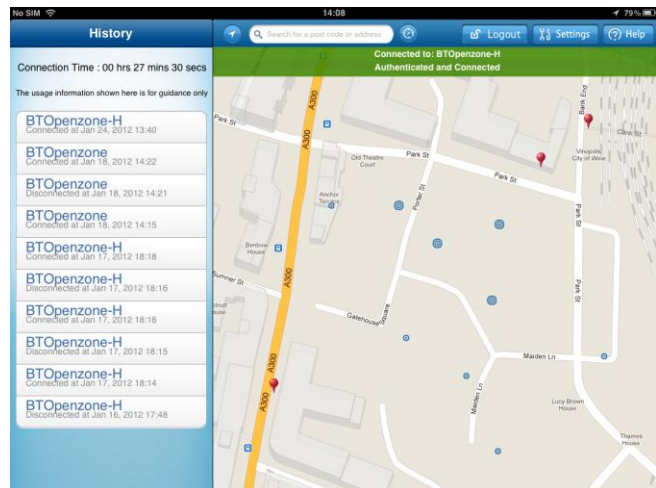 No SIM
14:08
79%
History
Search for a post code or address
Logout
Settings
Help
Connection Time : 00 hrs 27 mins 30 secs
The usage information shown here is for guidance only
BTOpenzone-H
Connected at Jan 24, 2012 13:40
BTOpenzone
Connected at Jan 18, 2012 14:22
BTOpenzone
Disconnected at Jan 18, 2012 14:21
BTOpenzone
Connected at Jan 18, 2012 14:15
BTOpenzone-H
Connected at Jan 17, 2012 18:18
BTOpenzone-H
Disconnected at Jan 17, 2012 18:16
BTOpenzone-H
Connected at Jan 17, 2012 18:16
BTOpenzone-H
Disconnected at Jan 17, 2012 18:15
BTOpenzone-H
Connected at Jan 17, 2012 18:14
BTOpenzone-H
Disconnected at Jan 16, 2012 17:48
Connected to: BTOpenzone-H
Authenticated and Connected
A300
Bank End
Park St
Clink St
Old Theatre
Court
Park St
Vinopolis,
City of Wine
Park St
Anchor
Terrace
Porter St
Park St
Benbow
House
A300
Sumner St
Park St
Gatehouse Square
Maiden Ln
Maiden Ln
A300
Lucy Brown
House
Thames
House